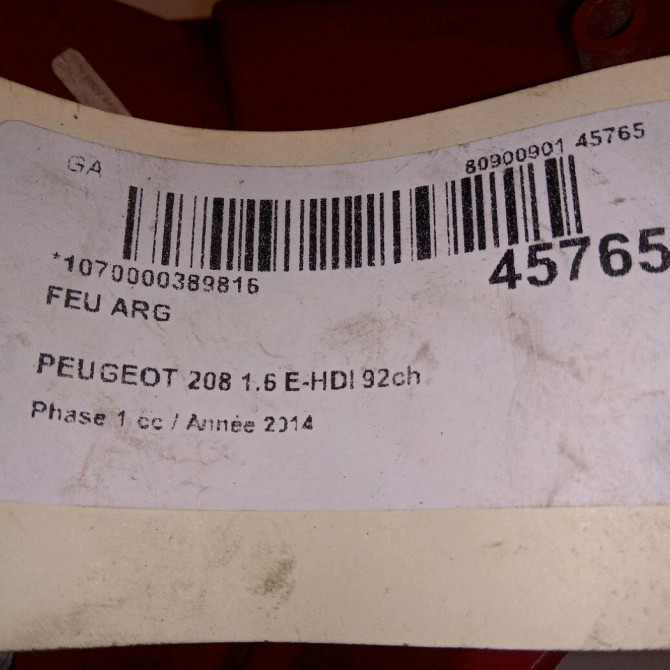 GA
80900901 45765
*1070000389816
45765
FEU ARG
PEUGEOT 208 1.6 E-HDI 92ch
Phase 1 cc / Année 2014